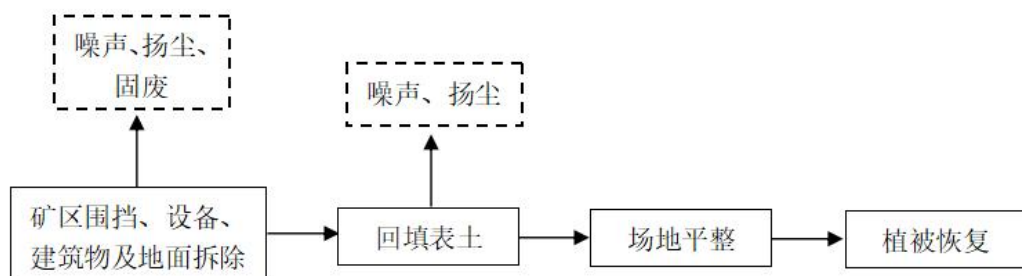 噪声、扬尘、
固废
噪声、扬尘
矿区围挡、设备、
建筑物及地面拆除
回填表土
场地平整
植被恢复